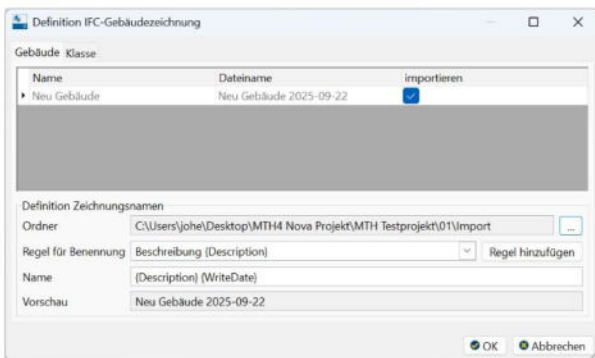 Definition IFC-Gebäudezeichnung
Gebäude Klasse
Name Dateiname importieren
Neu Gebäude Neu Gebäude 2025-09-22
Definition Zeichnungsnamen
Ordner C:\Users\johe\Desktop\MTH4 Nova Projekt\MTH Testprojekt\01\Import ...
Regel für Benennung Beschreibung {Description} Regel hinzufügen
Name {Description} {WriteDate}
Vorschau Neu Gebäude 2025-09-22
OK Abbrechen